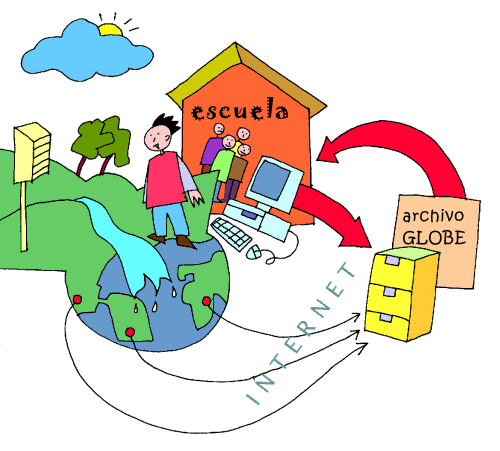 escuela
archivo
GLOBE
INTERNET